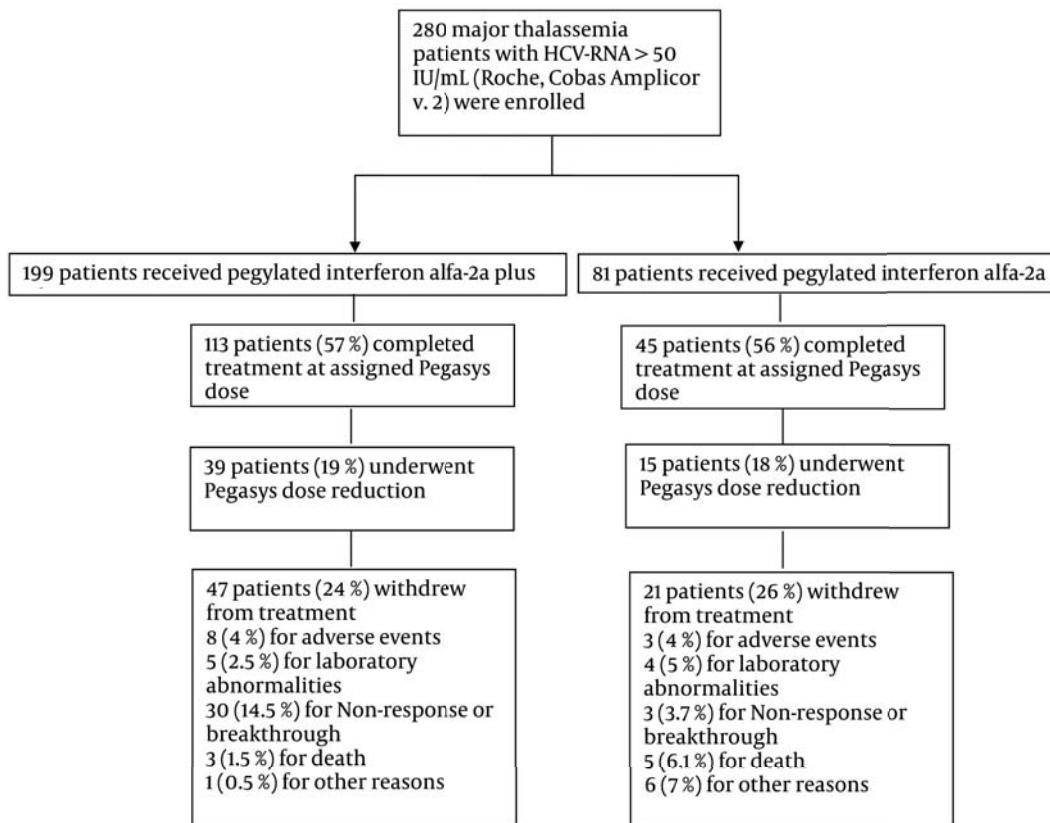 280 major thalassemia
patients with HCV-RNA > 50
IU/mL (Roche, Cobas Amplicor
v. 2) were enrolled
199 patients received pegylated interferon alfa-2a plus
81 patients received pegylated interferon alfa-2a
113 patients (57 %) completed
treatment at assigned Pegasys
dose
45 patients (56 %) completed
treatment at assigned Pegasys
dose
39 patients (19 %) underwent
Pegasys dose reduction
15 patients (18 %) underwent
Pegasys dose reduction
47 patients (24 %) withdrew
from treatment
8 (4 %) for adverse events
5 (2.5 %) for laboratory
abnormalities
30 (14.5 %) for Non-response or
breakthrough
3 (1.5 %) for death
1 (0.5 %) for other reasons
21 patients (26 %) withdrew
from treatment
3 (4 %) for adverse events
4 (5 %) for laboratory
abnormalities
3 (3.7 %) for Non-response or
breakthrough
5 (6.1 %) for death
6 (7 %) for other reasons